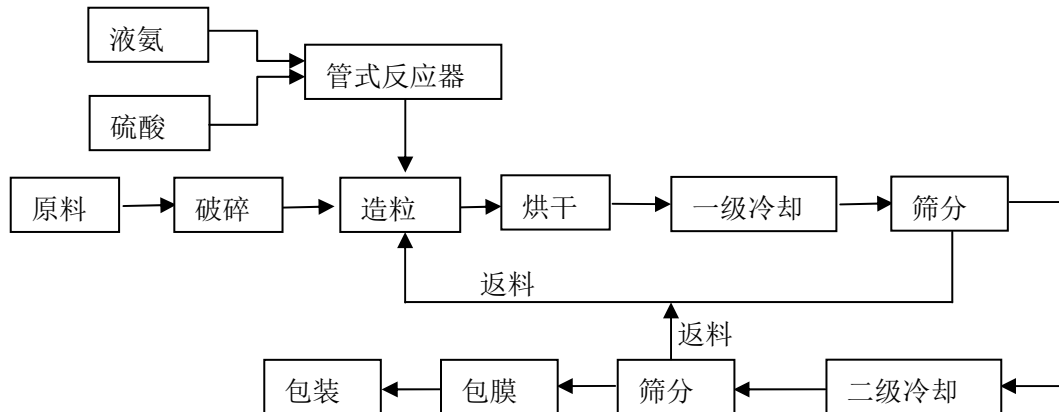 液氨
管式反应器
硫酸
原料
破碎
造粒
烘干
一级冷却
筛分
返料
返料
包装
包膜
筛分
二级冷却